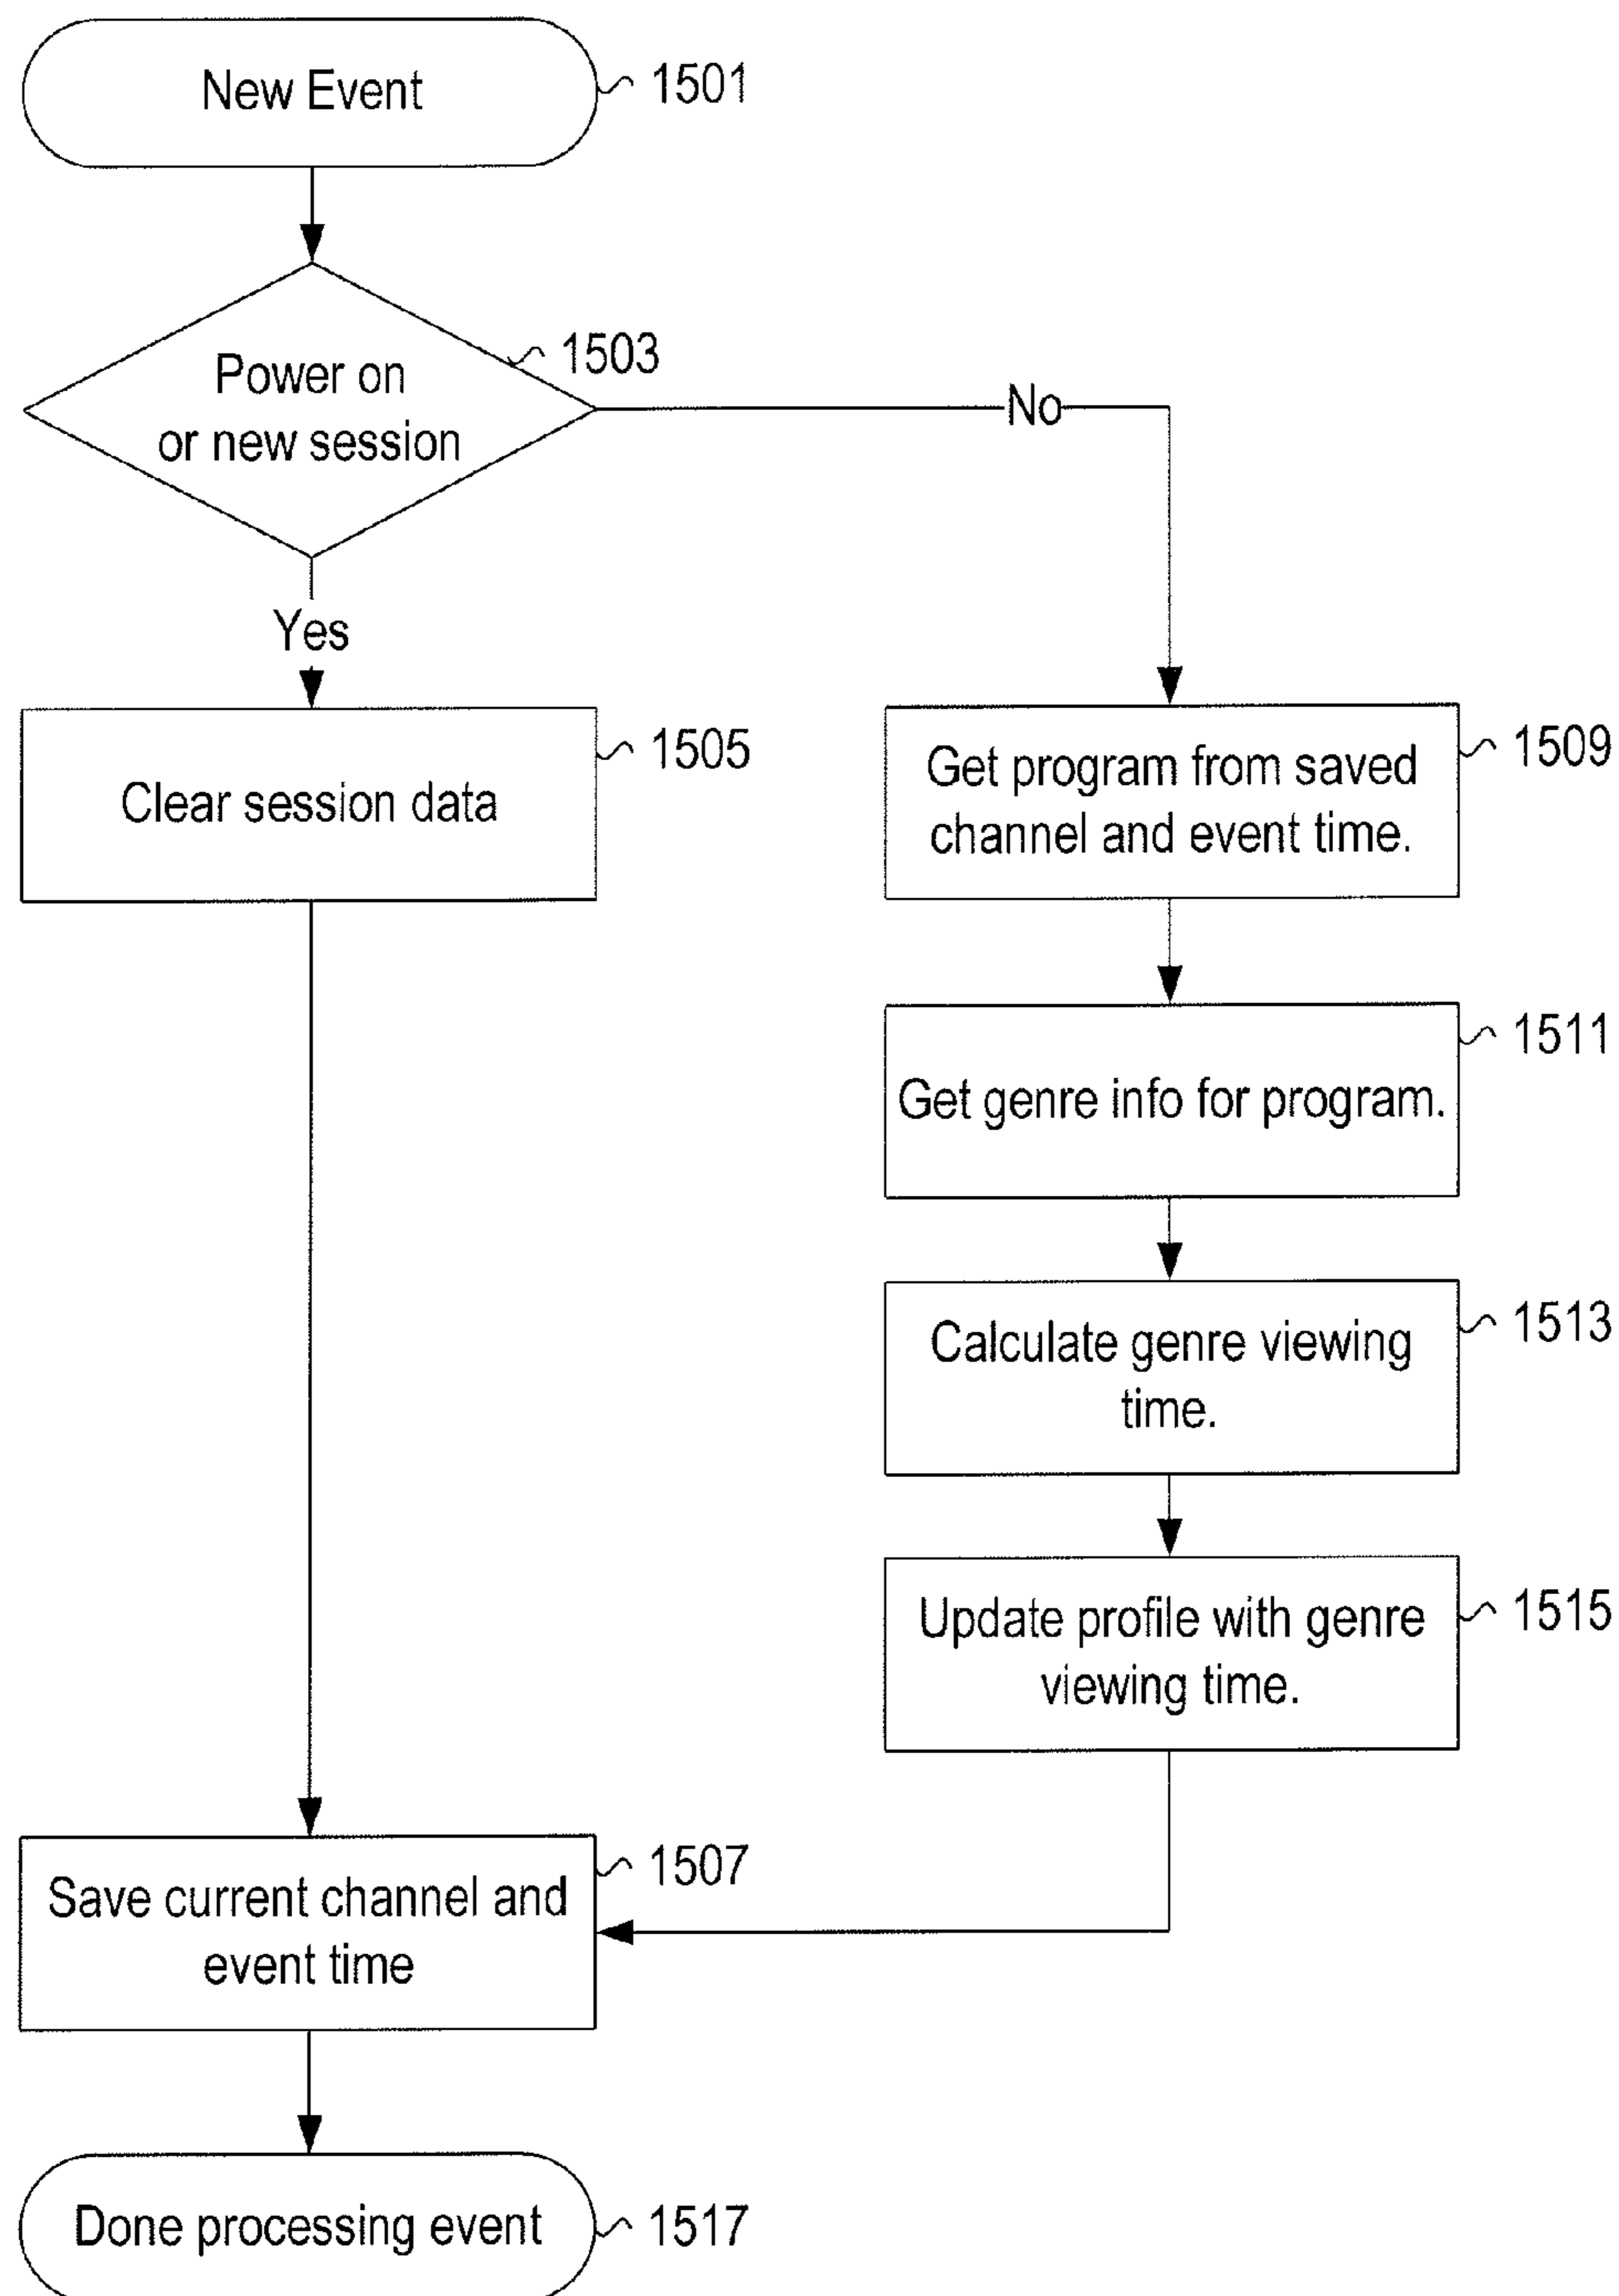 New Event
1501
Power on
or new session
1503
No
Yes
Clear session data
1505
Get program from saved
channel and event time.
1509
Get genre info for program.
1511
Calculate genre viewing
time.
1513
Update profile with genre
viewing time.
1515
Save current channel and
event time
1507
Done processing event
1517